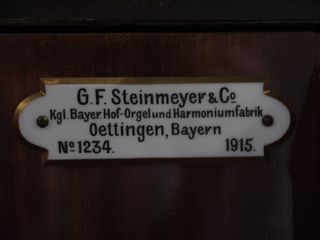 G. F. Steinmeyer & Co
Kgl. Bayer. Hof-Orgel und Harmoniumfabrik
Oettingen, Bayern
No 1234. 1915.